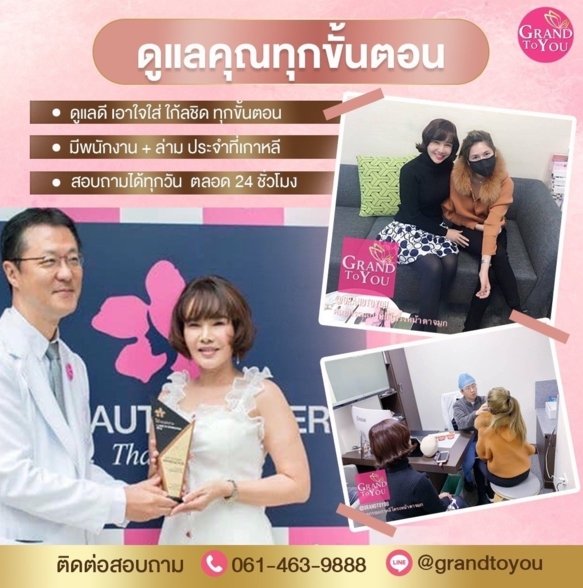 GRAND
TO YOU
ดูแลคุณทุกขั้นตอน
● ดูแลดี เอาใจใส่ ใกล้ชิด ทุกขั้นตอน
● มีพนักงาน + ล่าม ประจำที่เกาหลี
● สอบถามได้ทุกวัน ตลอด 24 ชั่วโมง
GRAND
TO YOU
@GRANDTOYOU
AUT
ER
Tha
GRAND
TO YOU
@GRANDTOYOU
ติดต่อสอบถาม 061-463-9888 LINE @grandtoyou